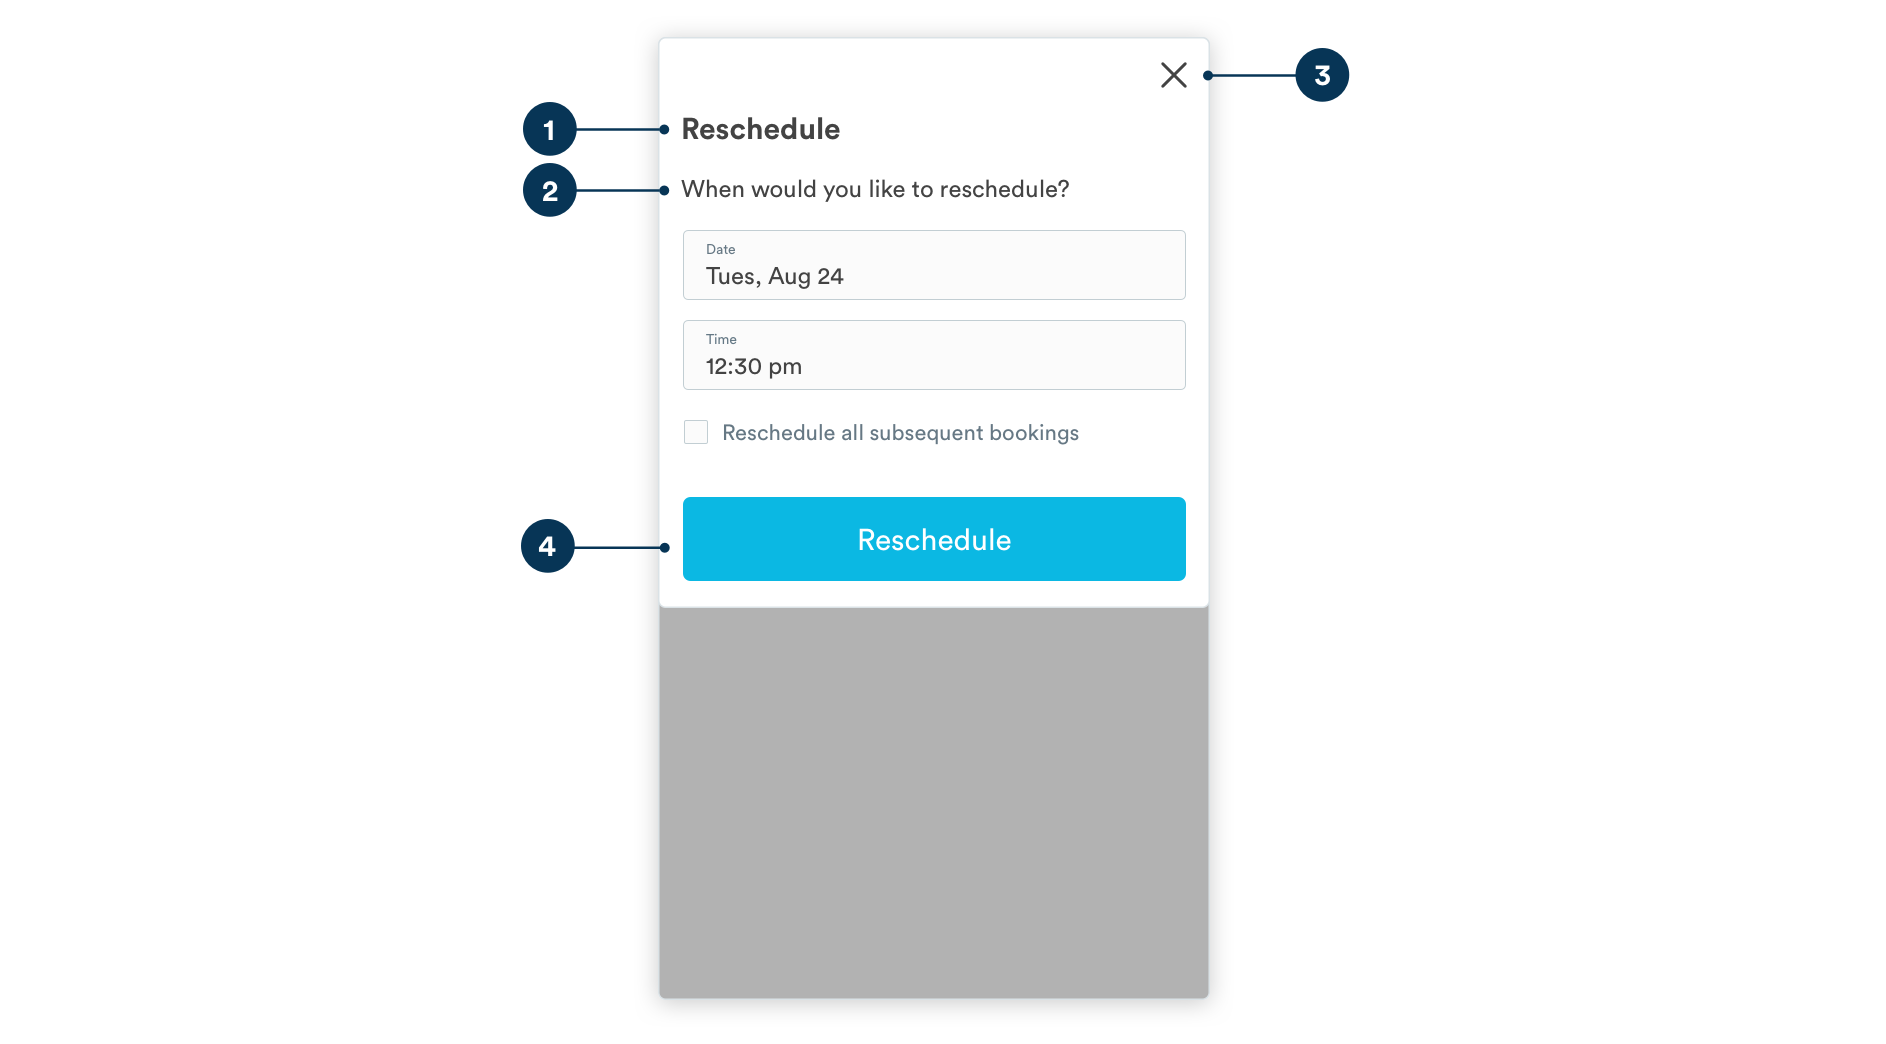 3
1
Reschedule
2
When would you like to reschedule?
Date
Tues, Aug 24
Time
12:30 pm
Reschedule all subsequent bookings
4
Reschedule